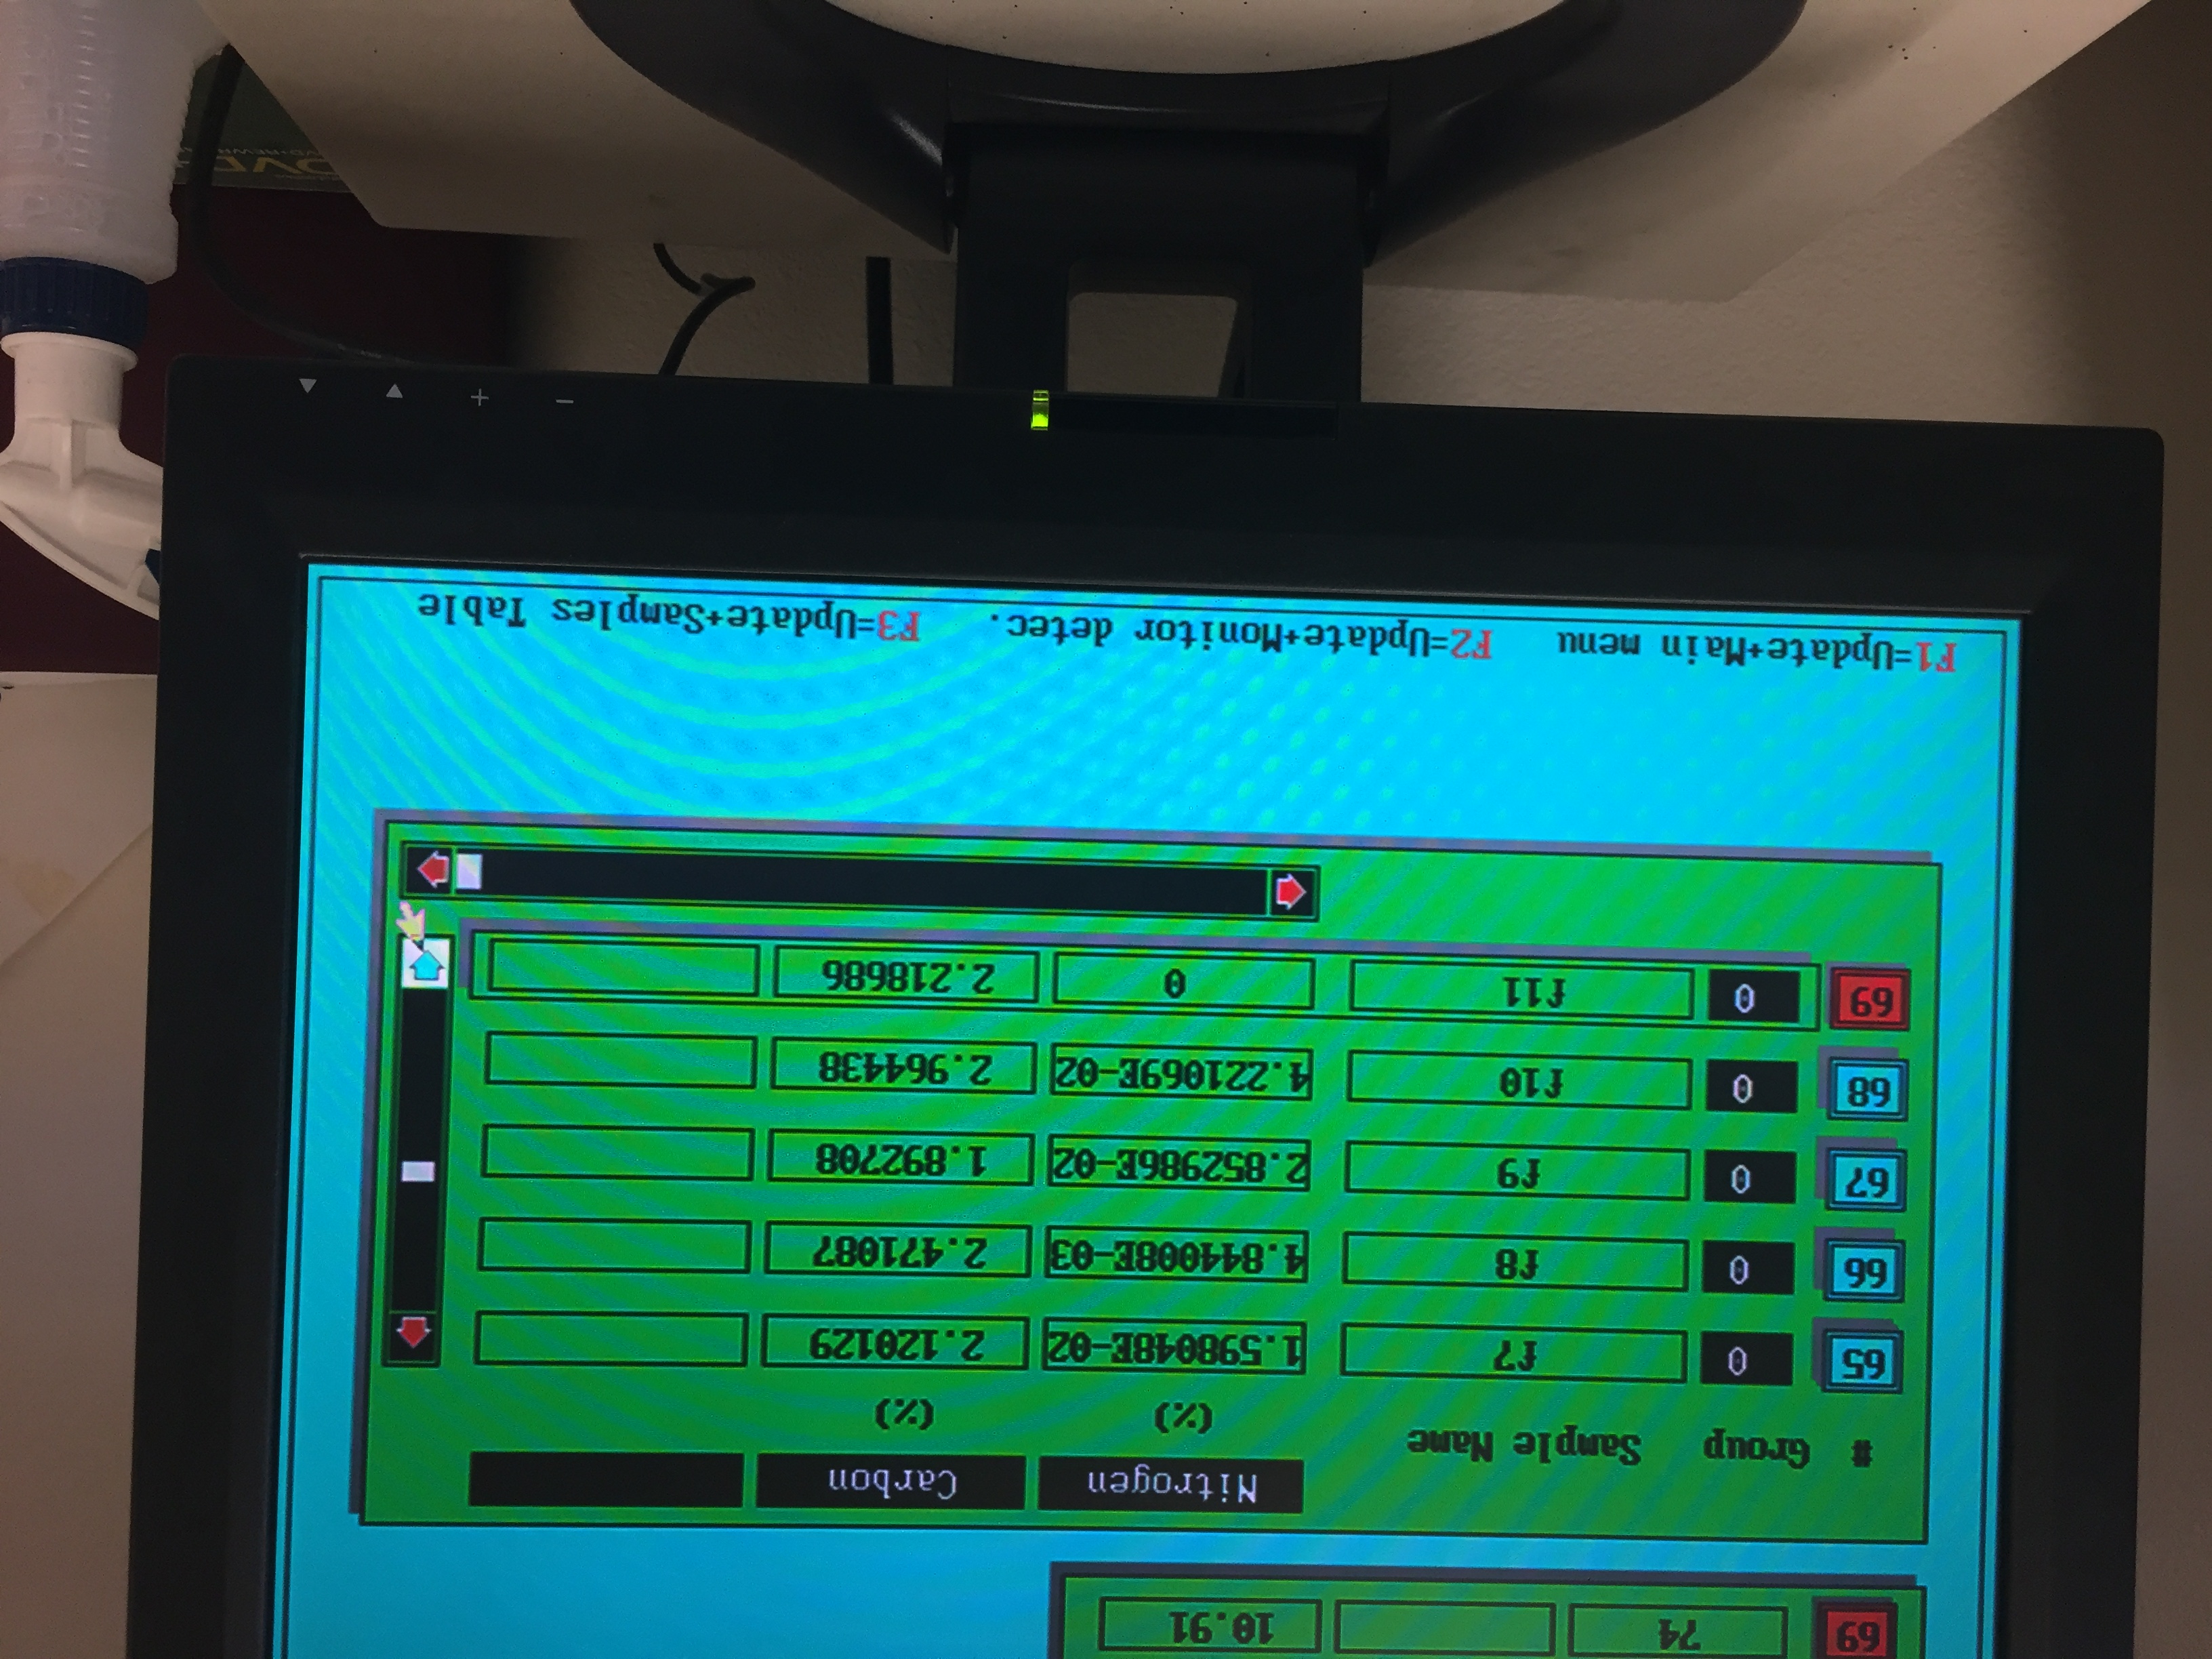 69 74 10.91
Nitrogen Carbon
# Group Sample Name (%) (%)
65 0 f7 1.598048E-02 2.120129
66 0 f8 4.844008E-03 2.471087
67 0 f9 2.852986E-02 1.892708
68 0 f10 4.221069E-02 2.964438
69 0 f11 0 2.218686
F1=Update+Main menu F2=Update+Monitor detec. F3=Update+Samples Table
- +